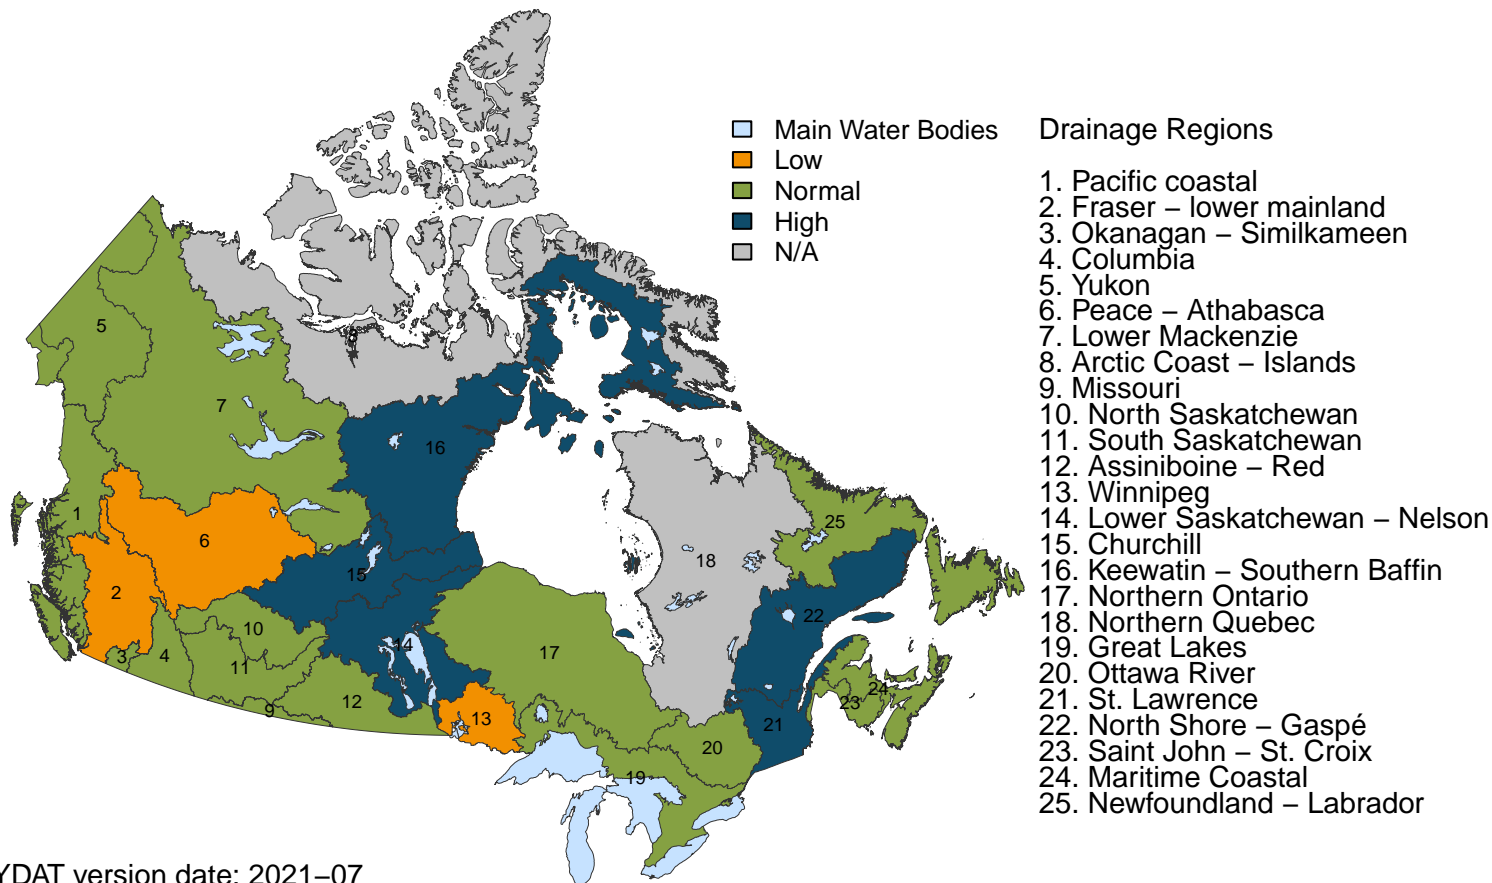 Main Water Bodies
Low
Normal
High
N/A
Drainage Regions
1. Pacific coastal
2. Fraser – lower mainland
3. Okanagan – Similkameen
4. Columbia
5. Yukon
6. Peace – Athabasca
7. Lower Mackenzie
8. Arctic Coast – Islands
9. Missouri
10. North Saskatchewan
11. South Saskatchewan
12. Assiniboine – Red
13. Winnipeg
14. Lower Saskatchewan – Nelson
15. Churchill
16. Keewatin – Southern Baffin
17. Northern Ontario
18. Northern Quebec
19. Great Lakes
20. Ottawa River
21. St. Lawrence
22. North Shore – Gaspé
23. Saint John – St. Croix
24. Maritime Coastal
25. Newfoundland – Labrador
5
8
7
16
1
25
6
18
15
2
22
10
14
3
4
11
17
24
23
12
9
13
21
20
19
YDAT version date: 2021–07